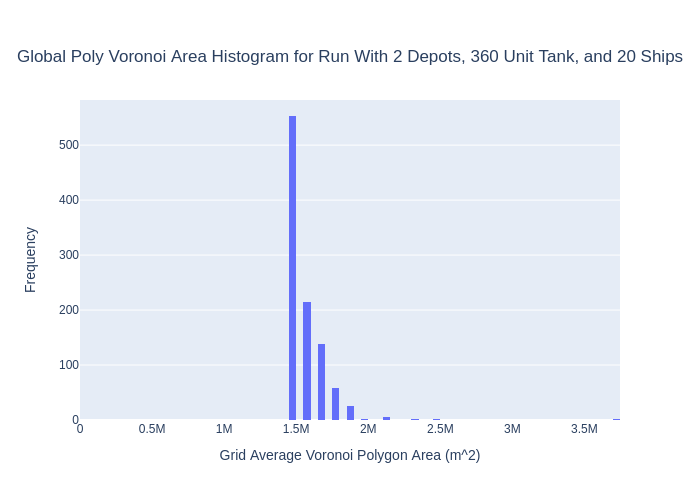 Global Poly Voronoi Area Histogram for Run With 2 Depots, 360 Unit Tank, and 20 Ships
500
400
300
200
100
0
0 0.5M 1M 1.5M 2M 2.5M 3M 3.5M
Frequency
Grid Average Voronoi Polygon Area (m^2)